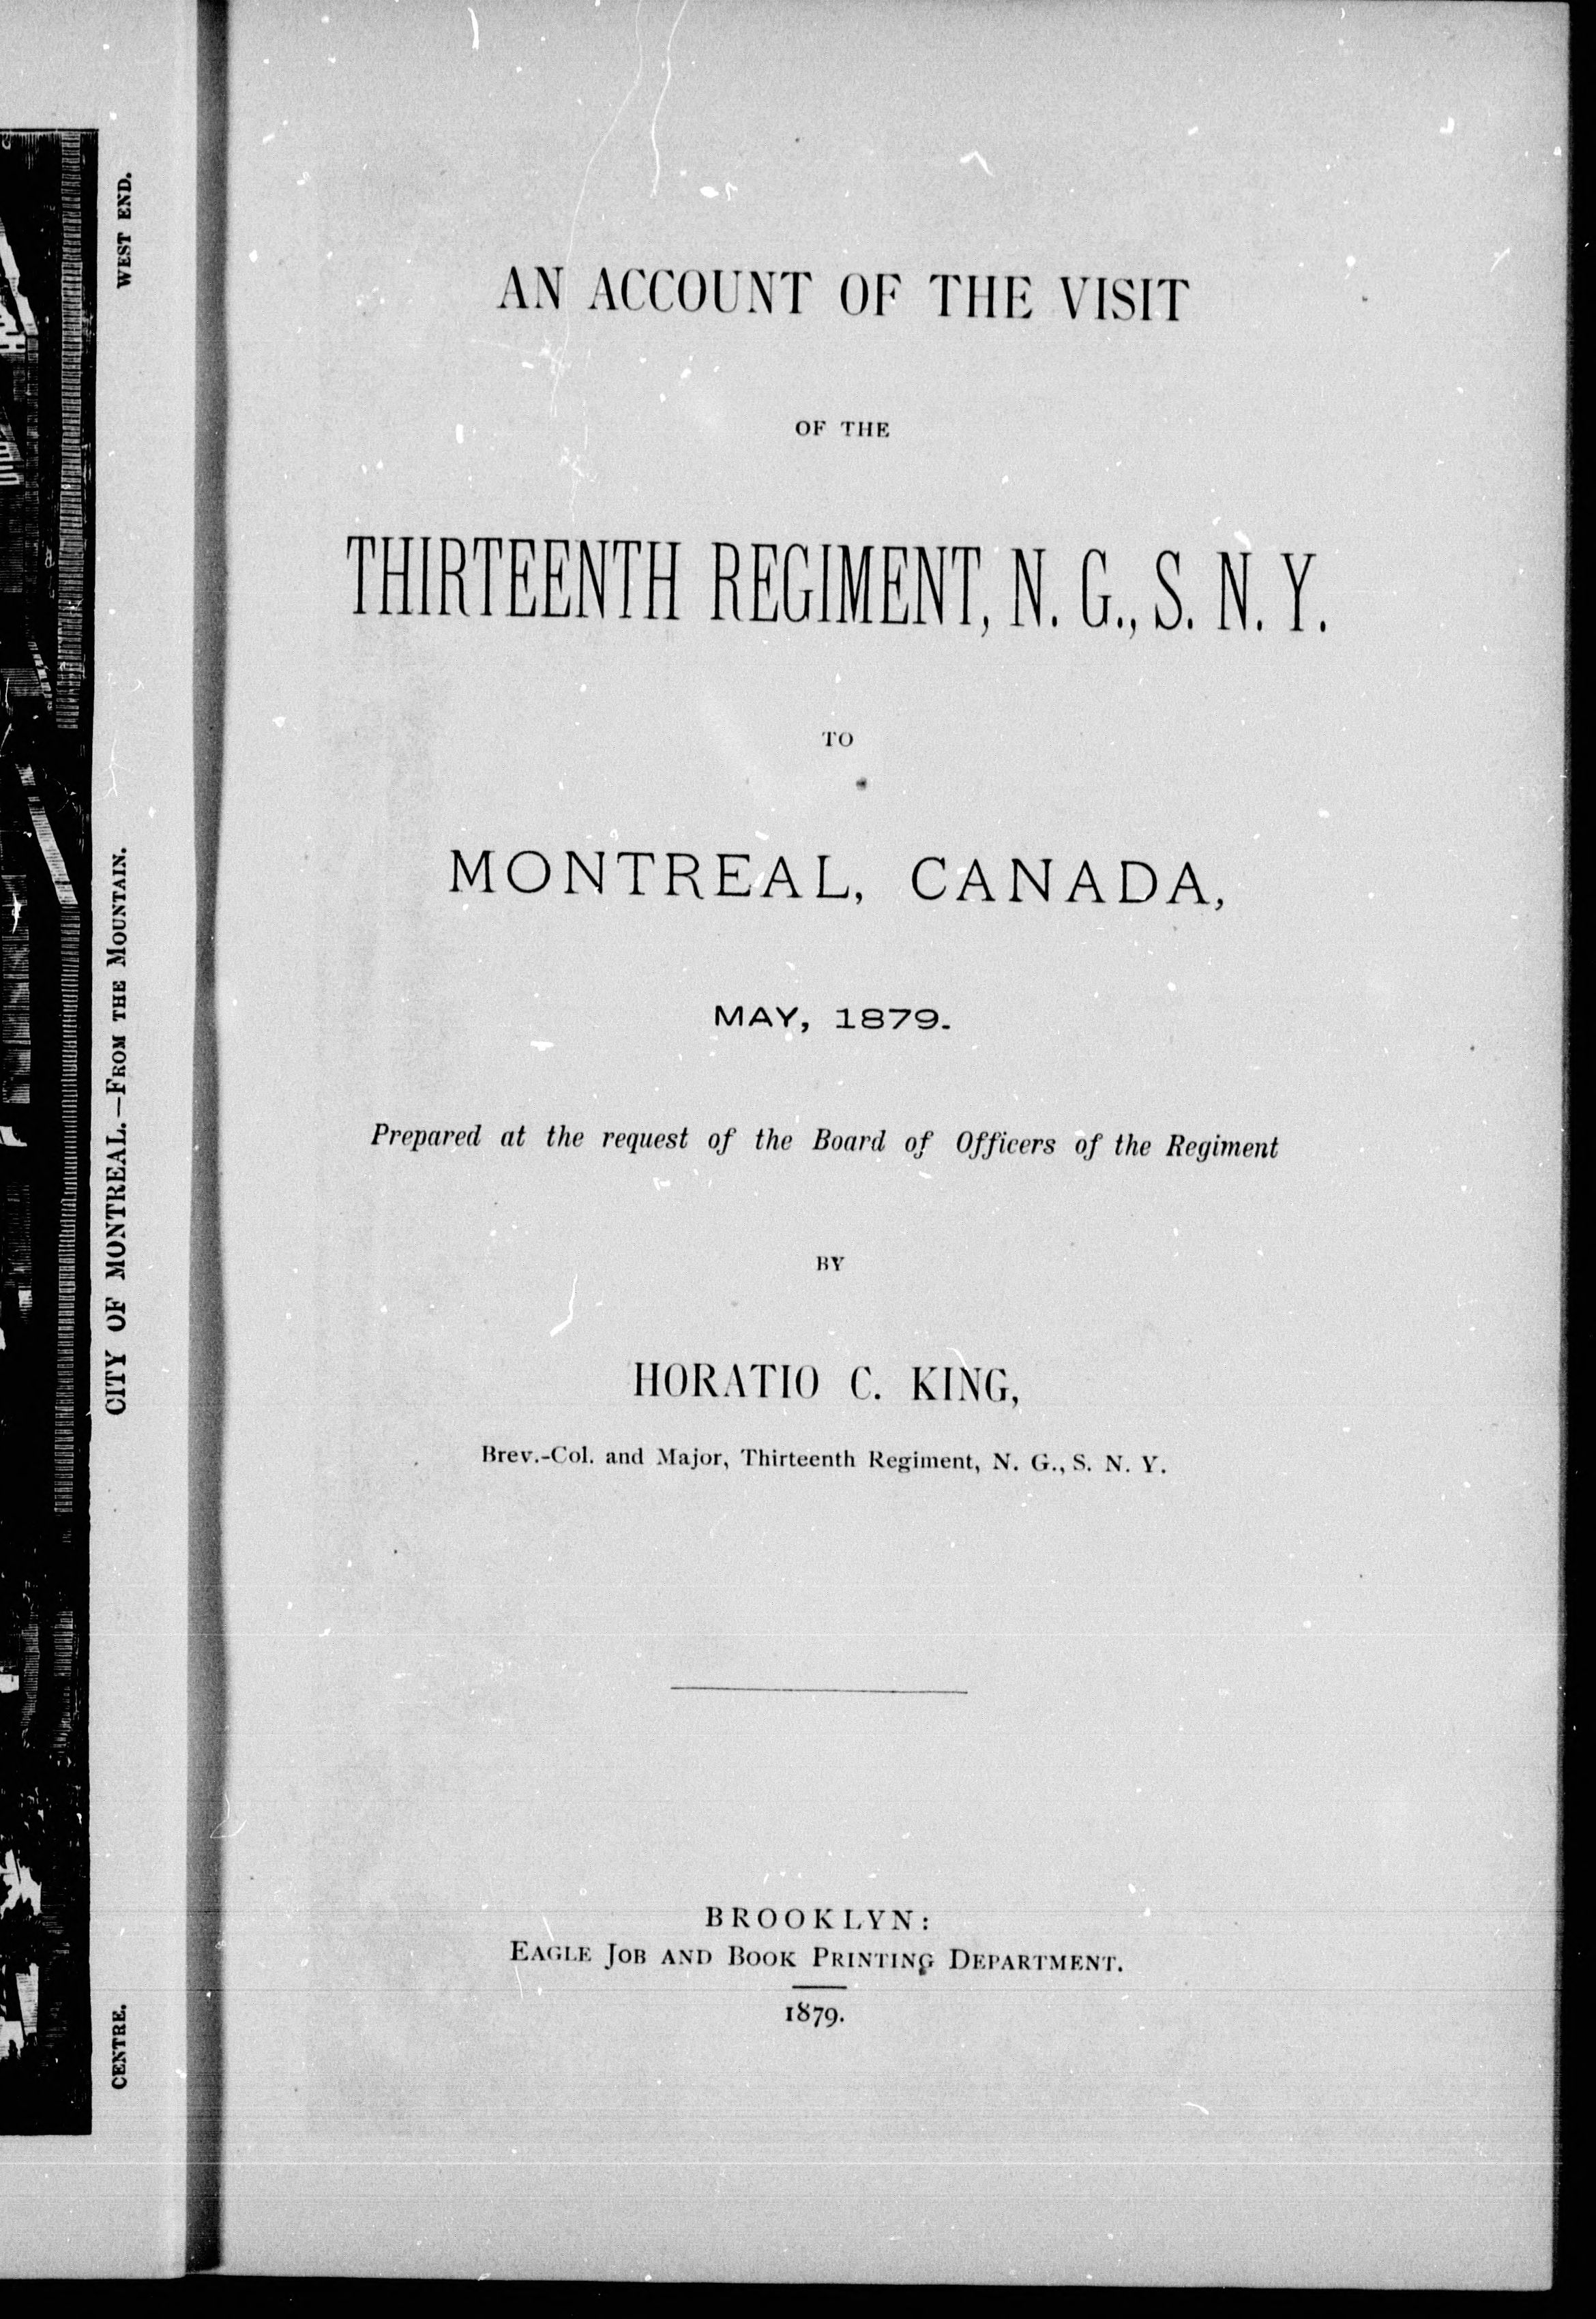 CENTRE.
CITY OF MONTREAL.—FROM THE MOUNTAIN.
WEST END.
AN ACCOUNT OF THE VISIT
OF THE
THIRTEENTH REGIMENT, N. G., S. N. Y.
TO
MONTREAL, CANADA,
MAY, 1879.
Prepared at the request of the Board of Officers of the Regiment
BY
HORATIO C. KING,
Brev.-Col. and Major, Thirteenth Regiment, N. G., S. N. Y.
BROOKLYN:
EAGLE JOB AND BOOK PRINTING DEPARTMENT.
1879.